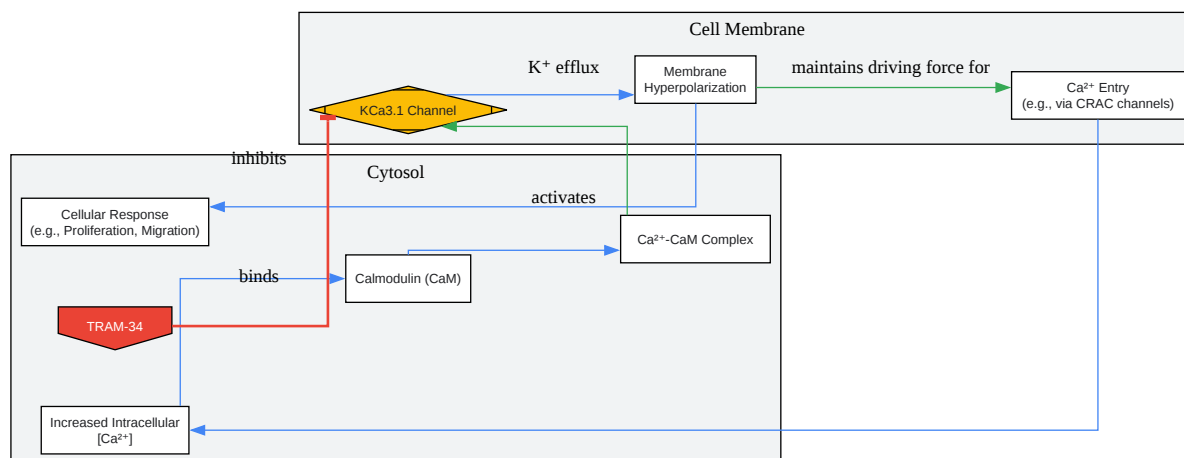 Cell Membrane
K⁺ efflux
Membrane
Hyperpolarization
maintains driving force for
Ca²⁺ Entry
(e.g., via CRAC channels)
KCa3.1 Channel
inhibits
Cytosol
Cellular Response
(e.g., Proliferation, Migration)
activates
Ca²⁺-CaM Complex
binds
Calmodulin (CaM)
TRAM-34
Increased Intracellular
[Ca²⁺]